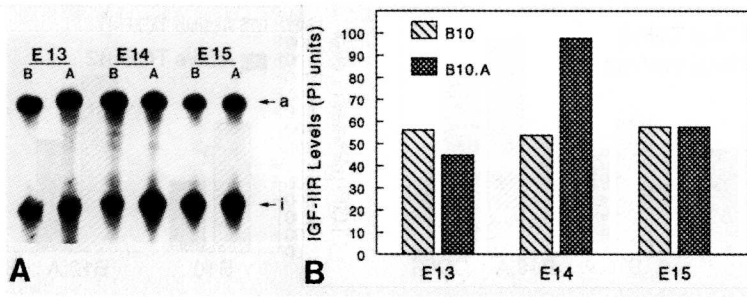 E13 E14 E15
B A B A B A
a
i
A
IGF-IIR Levels (PI units)
100
90
80
70
60
50
40
30
20
10
0
B10
B10.A
E13 E14 E15
B